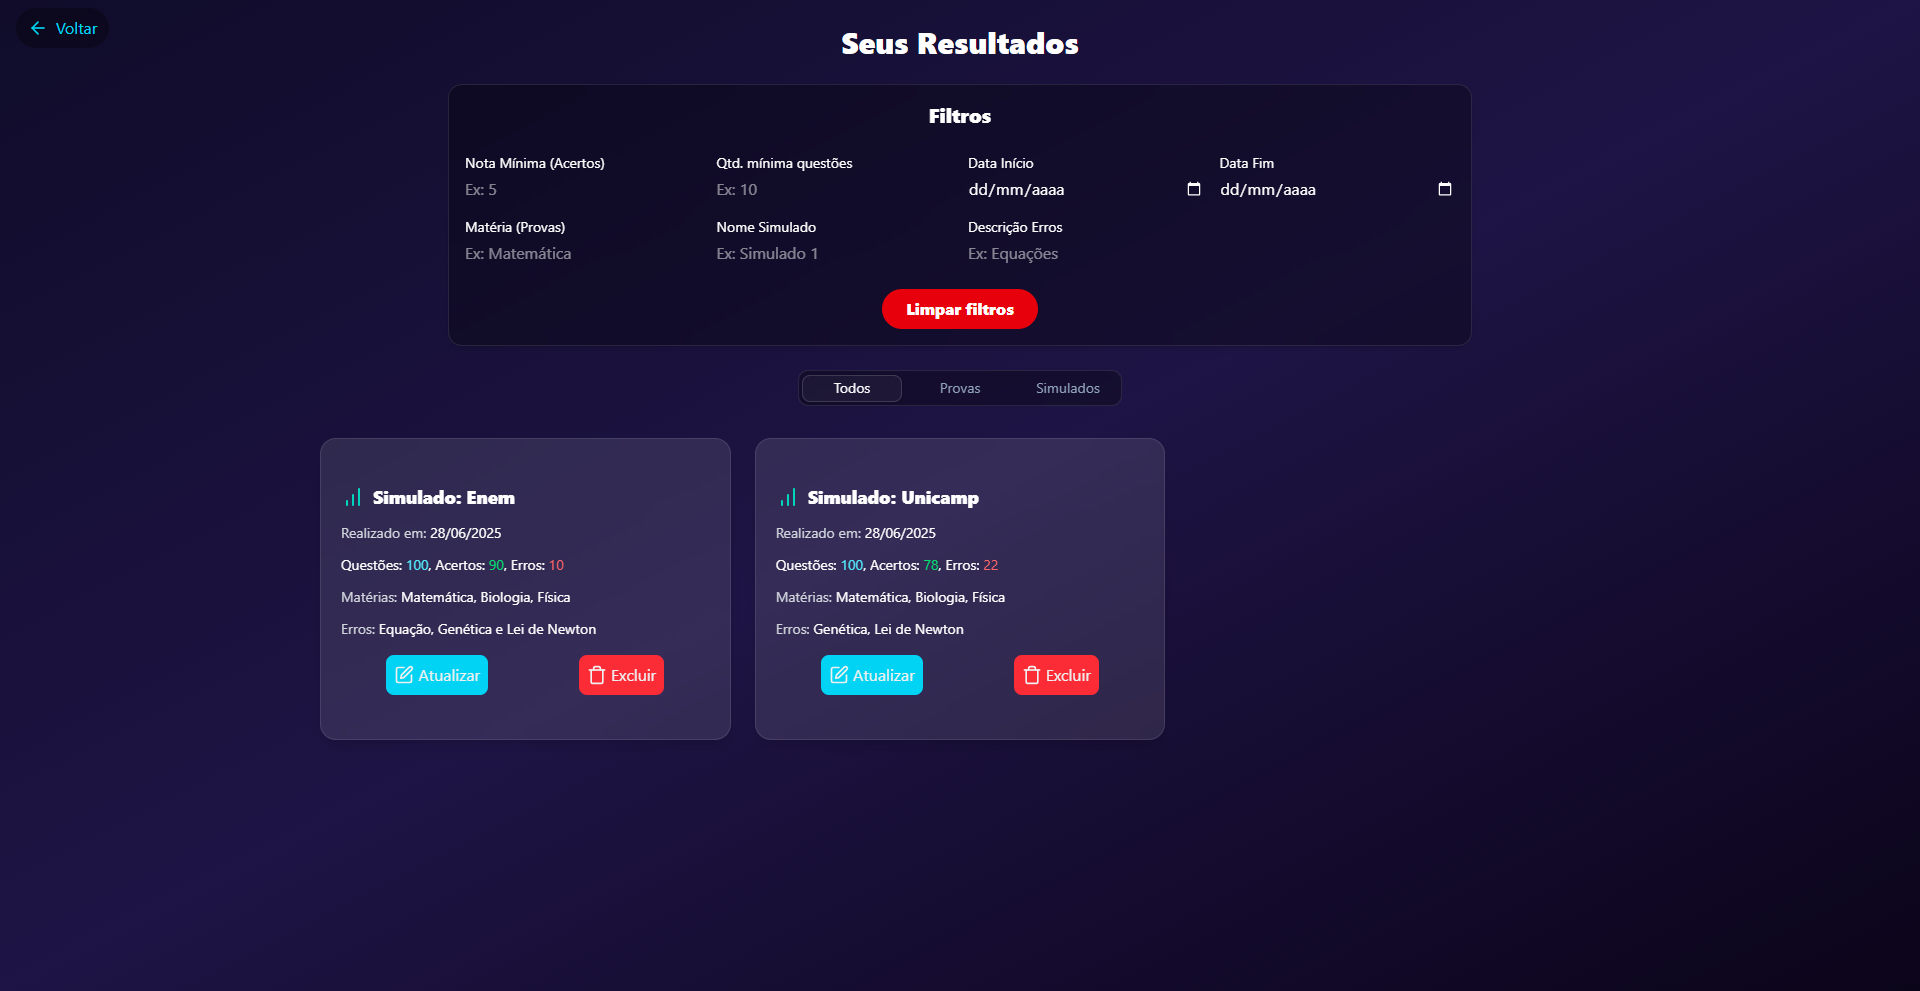 Voltar
Seus Resultados
Filtros
Nota Mínima (Acertos)
Qtd. mínima questões
Data Início
Data Fim
Ex: 5
Ex: 10
dd/mm/aaaa
dd/mm/aaaa
Matéria (Provas)
Nome Simulado
Descrição Erros
Ex: Matemática
Ex: Simulado 1
Ex: Equações
Limpar filtros
Todos
Provas
Simulados
Simulado: Enem
Realizado em: 28/06/2025
Questões: 100, Acertos: 90, Erros: 10
Matérias: Matemática, Biologia, Física
Erros: Equação, Genética e Lei de Newton
Atualizar
Excluir
Simulado: Unicamp
Realizado em: 28/06/2025
Questões: 100, Acertos: 78, Erros: 22
Matérias: Matemática, Biologia, Física
Erros: Genética, Lei de Newton
Atualizar
Excluir